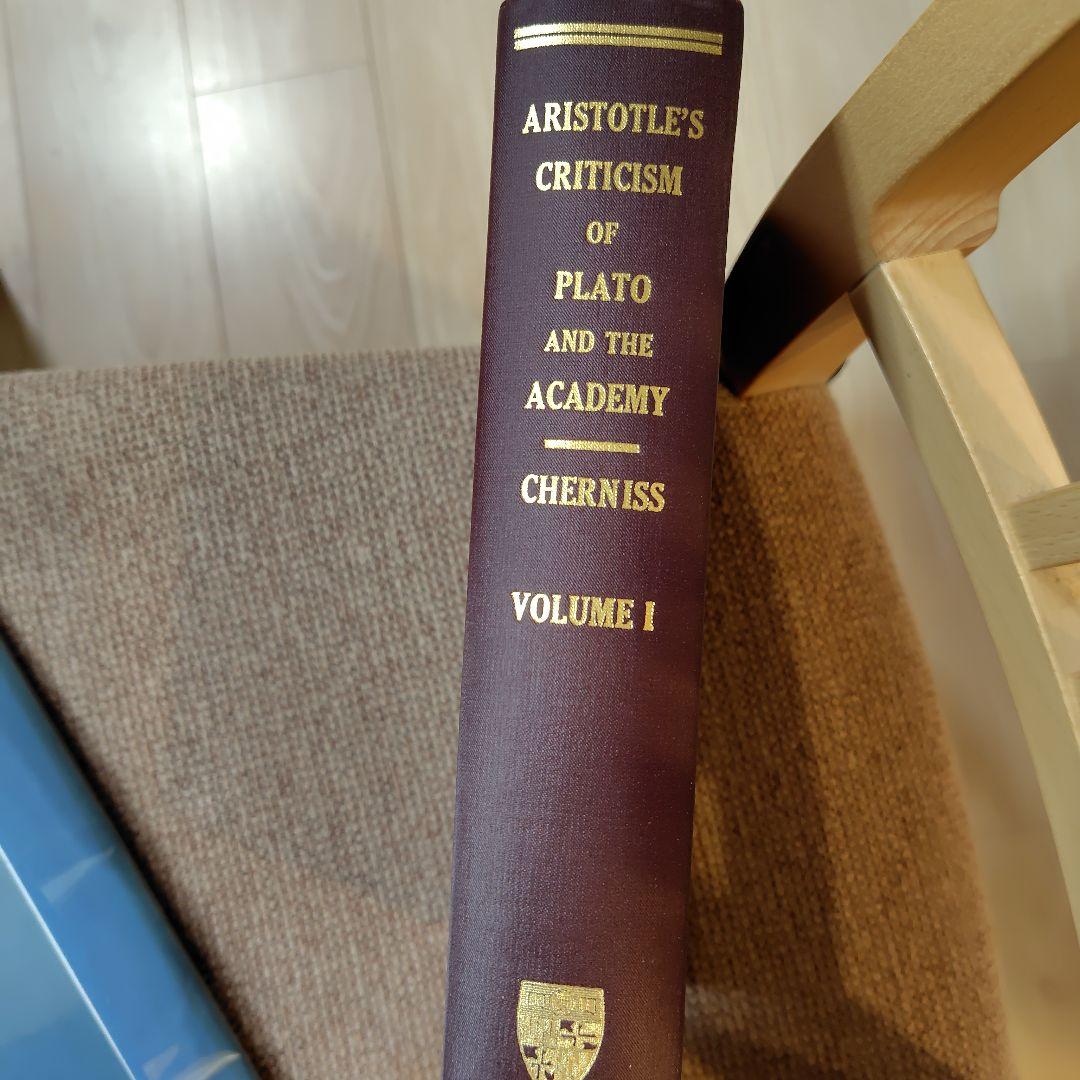 ARISTOTLE'S
CRITICISM
OF
PLATO
AND THE
ACADEMY
CHERNISS
VOLUME I